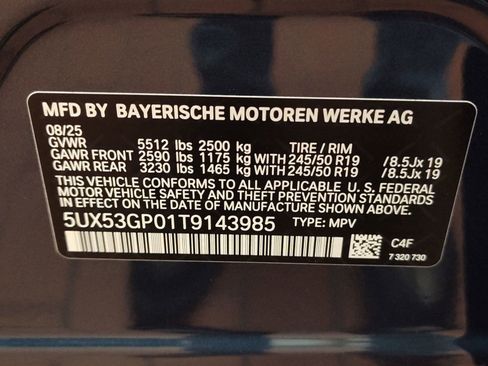 MFD BY BAYERISCHE MOTOREN WERKE AG
08/25
GVWR 5512 lbs 2500 kg TIRE / RIM
GAWR FRONT 2590 lbs 1175 kg WITH 245/50 R19 /8.5Jx 19
GAWR REAR 3230 lbs 1465 kg WITH 245/50 R19 /8.5Jx 19
THIS VEHICLE CONFORMS TO ALL APPLICABLE U.S. FEDERAL
MOTOR VEHICLE SAFETY AND THEFT PREVENTION STANDARDS
IN EFFECT ON THE DATE OF MANUFACTURE SHOWN ABOVE.
5UX53GP01T9143985 TYPE: MPV
C4F
7 320 730